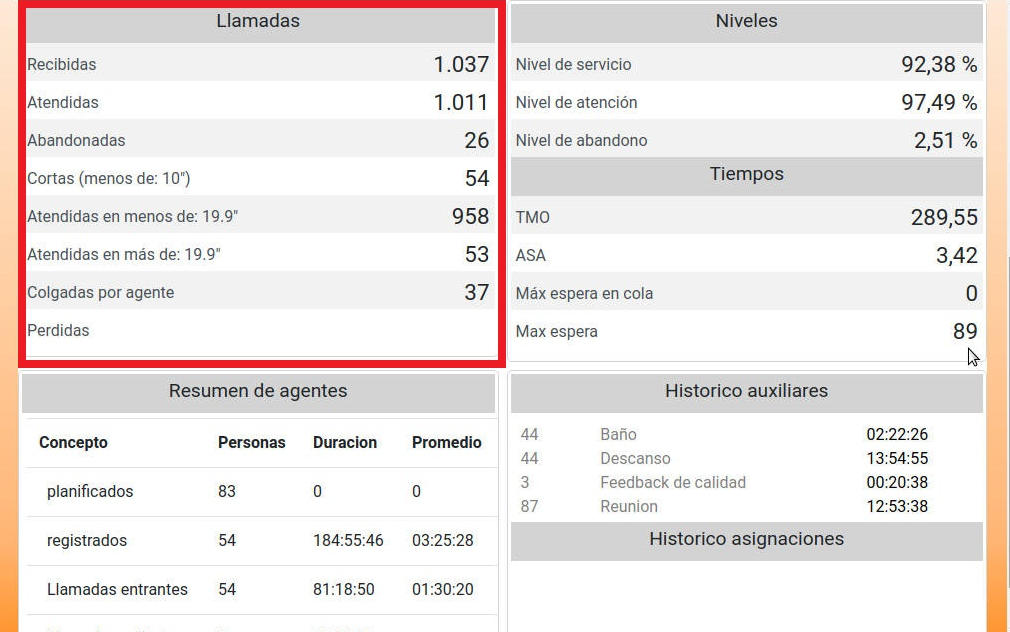 Llamadas
Recibidas 1.037
Atendidas 1.011
Abandonadas 26
Cortas (menos de: 10") 54
Atendidas en menos de: 19.9" 958
Atendidas en más de: 19.9" 53
Colgadas por agente 37
Perdidas
Niveles
Nivel de servicio 92,38 %
Nivel de atención 97,49 %
Nivel de abandono 2,51 %
Tiempos
TMO 289,55
ASA 3,42
Máx espera en cola 0
Max espera 89
Resumen de agentes
Concepto Personas Duracion Promedio
planificados 83 0 0
registrados 54 184:55:46 03:25:28
Llamadas entrantes 54 81:18:50 01:30:20
Historico auxiliares
44 Baño 02:22:26
44 Descanso 13:54:55
3 Feedback de calidad 00:20:38
87 Reunion 12:53:38
Historico asignaciones